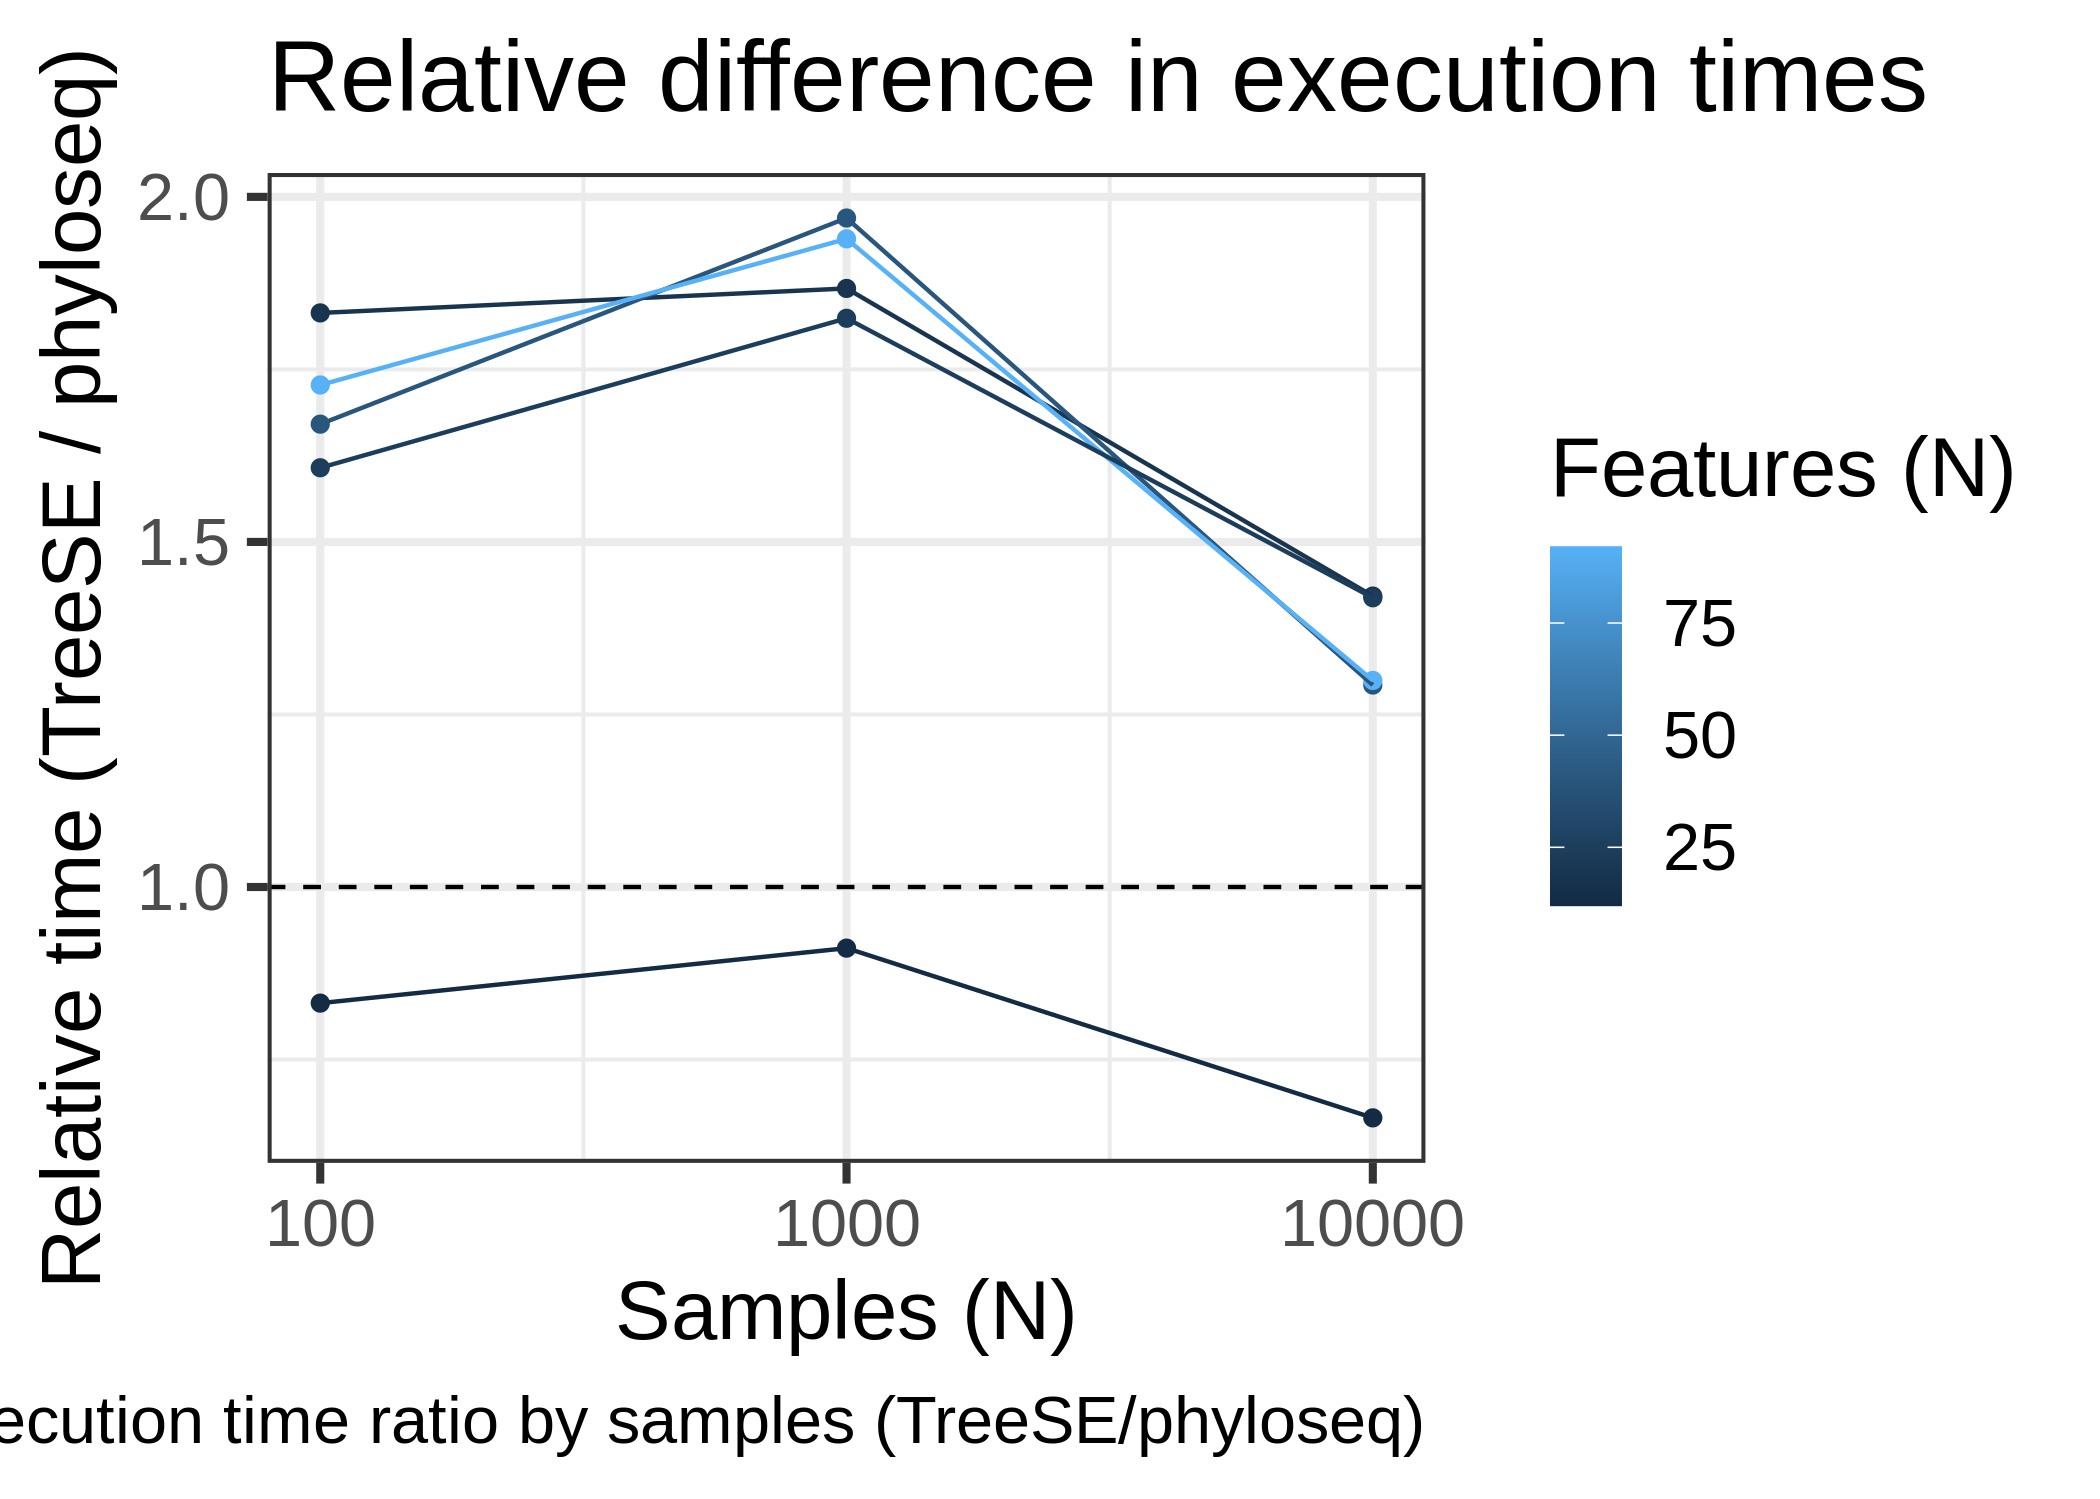 Relative difference in execution times
Relative time (TreeSE / phyloseq)
2.0
1.5
1.0
100
1000
10000
Samples (N)
Features (N)
75
50
25
time ratio by samples (TreeSE/phyloseq)